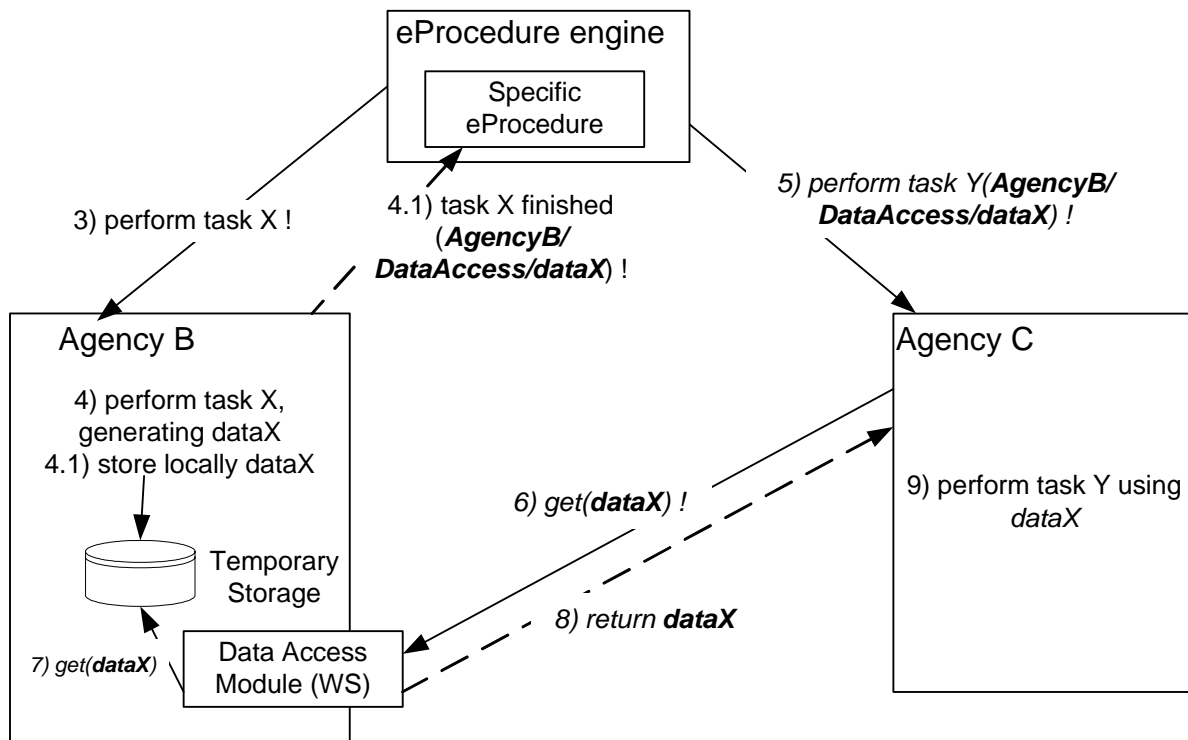 eProcedure engine
Specific
eProcedure
3) perform task X !
4.1) task X finished
(AgencyB/
DataAccess/dataX) !
5) perform task Y(AgencyB/
DataAccess/dataX) !
Agency B
4) perform task X,
generating dataX
4.1) store locally dataX
Temporary
Storage
7) get(dataX)
Data Access
Module (WS)
6) get(dataX) !
8) return dataX
Agency C
9) perform task Y using
dataX